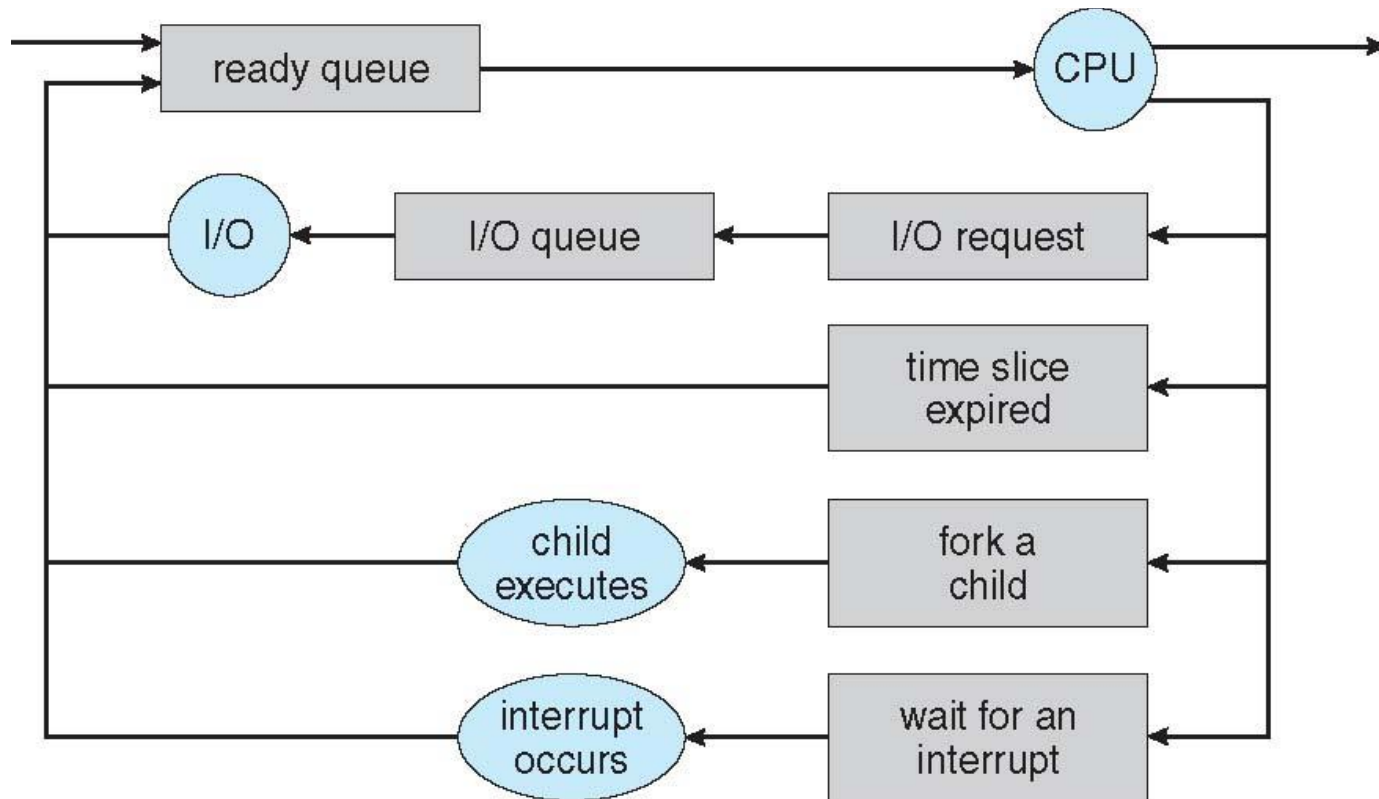 ready queue
CPU
I/O
I/O queue
I/O request
time slice
expired
child
executes
fork a
child
interrupt
occurs
wait for an
interrupt